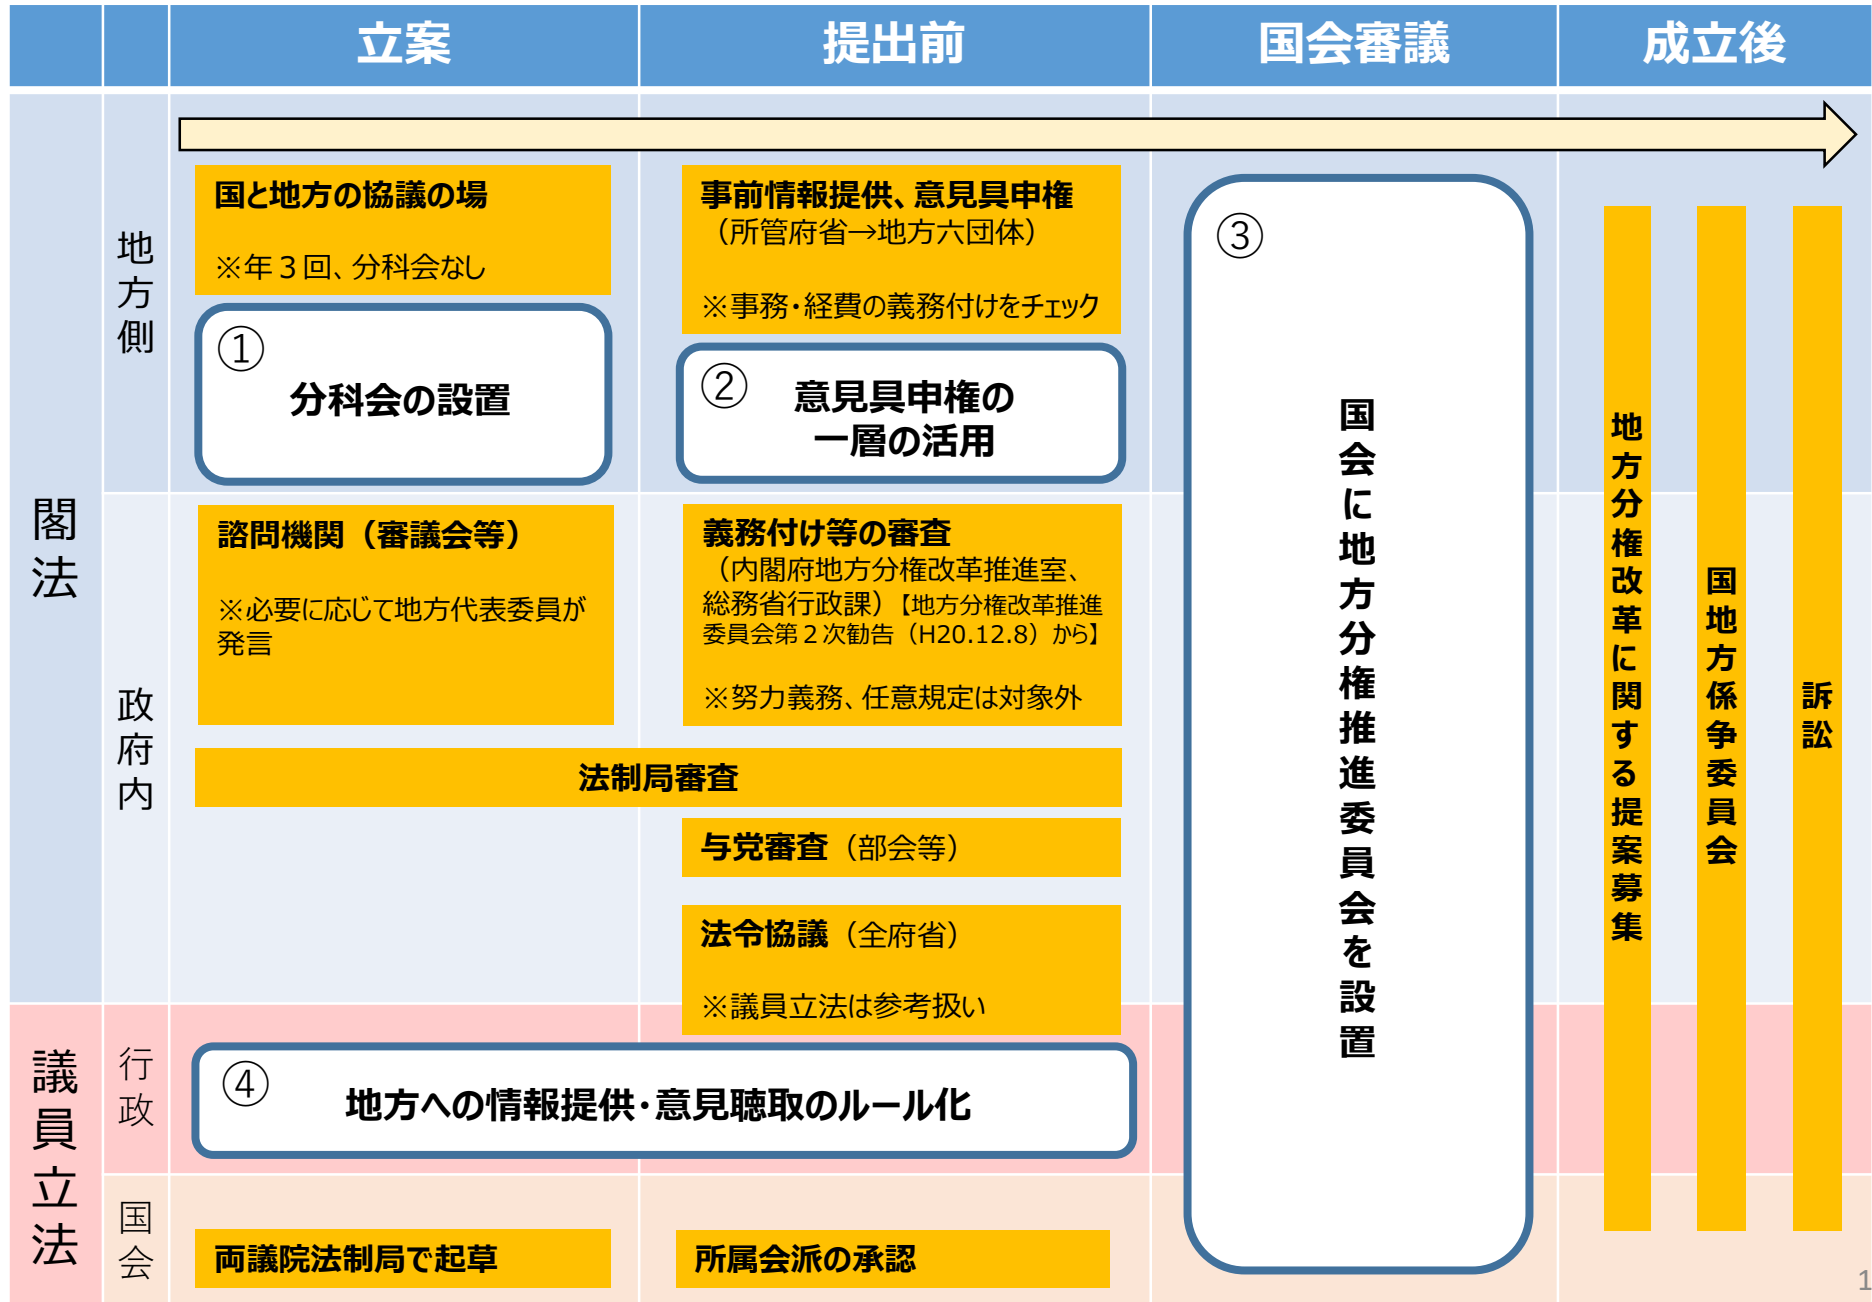 立案
提出前
国会審議
成立後
閣法
地方側
国と地方の協議の場
※年３回、分科会なし
①
分科会の設置
事前情報提供、意見具申権
（所管府省→地方六団体）
※事務・経費の義務付けをチェック
②
意見具申権の
一層の活用
政府内
諮問機関（審議会等）
※必要に応じて地方代表委員が
発言
義務付け等の審査
（内閣府地方分権改革推進室、
総務省行政課）【地方分権改革推進
委員会第２次勧告（H20.12.8）から】
※努力義務、任意規定は対象外
法制局審査
与党審査（部会等）
法令協議（全府省）
※議員立法は参考扱い
議員立法
行政
④
地方への情報提供・意見聴取のルール化
国会
両議院法制局で起草
所属会派の承認
③
国会に地方分権推進委員会を設置
地方分権改革に関する提案募集
国地方係争委員会
訴訟
1